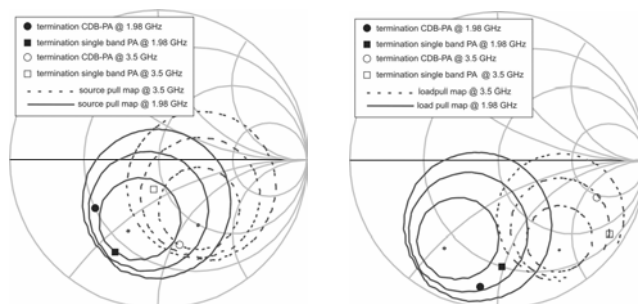 termination CDB-PA @ 1.98 GHz
termination single band PA @ 1.98 GHz
termination CDB-PA @ 3.5 GHz
termination single band PA @ 3.5 GHz
source pull map @ 3.5 GHz
source pull map @ 1.98 GHz
termination CDB-PA @ 1.98 GHz
termination single band PA @ 1.98 GHz
termination CDB-PA @ 3.5 GHz
termination single band PA @ 3.5 GHz
loadpull map @ 3.5 GHz
load pull map @ 1.98 GHz